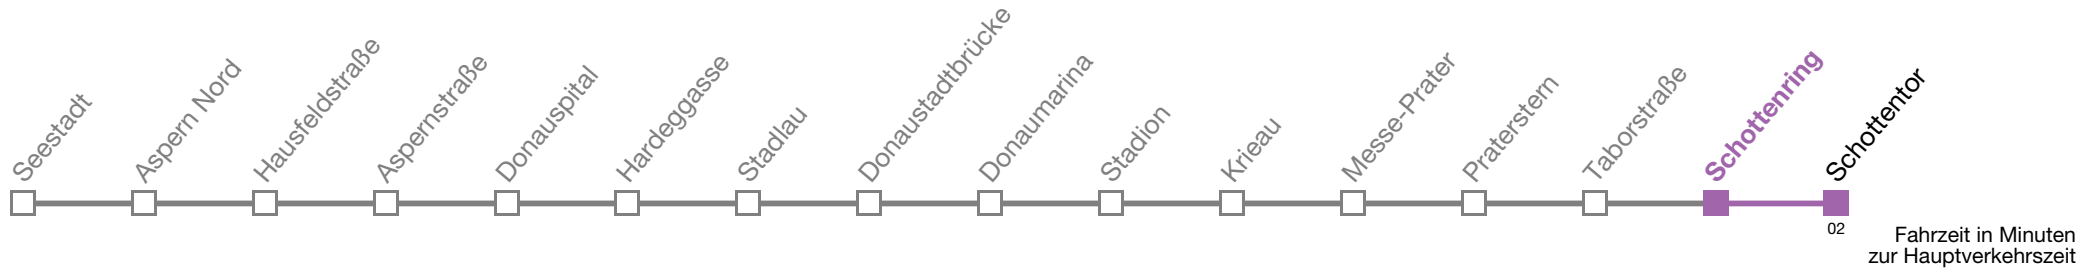 Seestadt
Aspern Nord
Hausfeldstraße
Aspernstraße
Donauspital
Hardeggasse
Stadlau
Donaustadtbrücke
Donaumarina
Stadion
Krieau
Messe-Prater
Praterstern
Taborstraße
Schottenring
Schottentor
02
Fahrzeit in Minuten
zur Hauptverkehrszeit